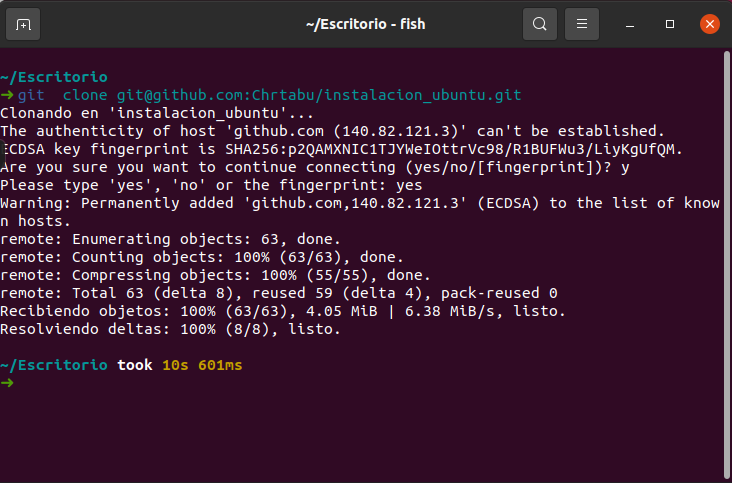 ~/Escritorio - fish
~/Escritorio
➜ git  clone git@github.com:Chrtabu/instalacion_ubuntu.git
Clonando en 'instalacion_ubuntu'...
The authenticity of host 'github.com (140.82.121.3)' can't be established.
ECDSA key fingerprint is SHA256:p2QAMXNIC1TJYWeIOttrVc98/R1BUFWu3/LiyKgUfQM.
Are you sure you want to continue connecting (yes/no/[fingerprint])? y
Please type 'yes', 'no' or the fingerprint: yes
Warning: Permanently added 'github.com,140.82.121.3' (ECDSA) to the list of know
n hosts.
remote: Enumerating objects: 63, done.
remote: Counting objects: 100% (63/63), done.
remote: Compressing objects: 100% (55/55), done.
remote: Total 63 (delta 8), reused 59 (delta 4), pack-reused 0
Recibiendo objetos: 100% (63/63), 4.05 MiB | 6.38 MiB/s, listo.
Resolviendo deltas: 100% (8/8), listo.
~/Escritorio took 10s 601ms
➜